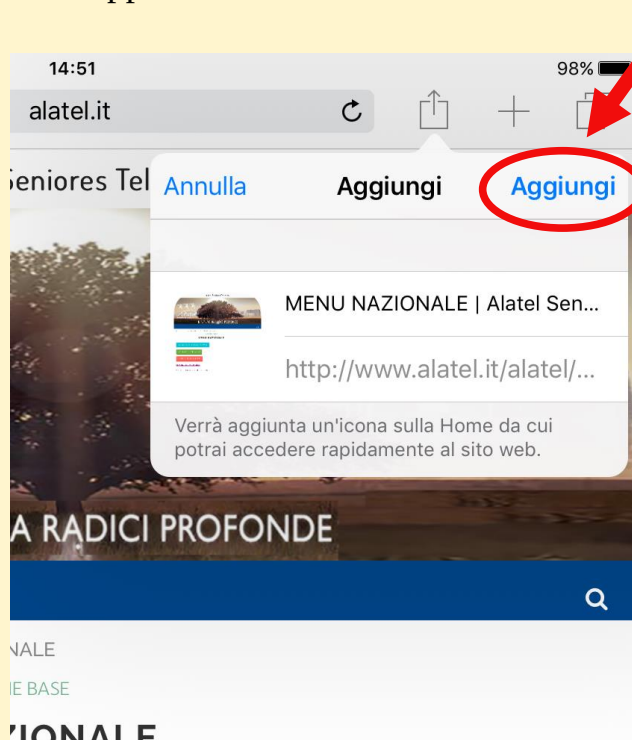 14:51
98%
alatel.it
Seniores Tel
Annulla
Aggiungi
Aggiungi
MENU NAZIONALE | Alatel Sen...
http://www.alatel.it/alatel/...
Verrà aggiunta un'icona sulla Home da cui
potrai accedere rapidamente al sito web.
A RADICI PROFONDE
NALE
E BASE
ZIONALE